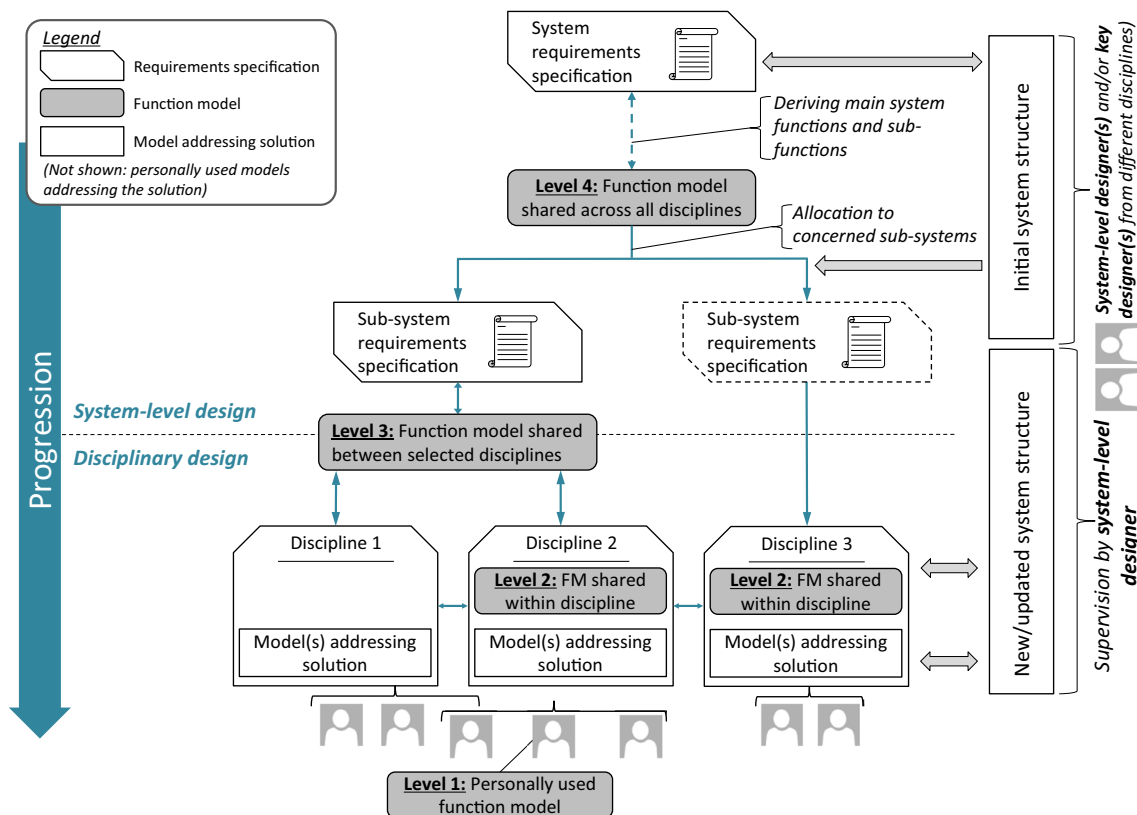 Legend
Requirements specification
Function model
Model addressing solution
(Not shown: personally used models
addressing the solution)
Progression
System
requirements
specification
Deriving main system
functions and sub-
functions
Level 4: Function model
shared across all disciplines
Allocation to
concerned sub-systems
Sub-system
requirements
specification
Sub-system
requirements
specification
System-level design
Disciplinary design
Level 3: Function model shared
between selected disciplines
Discipline 1
Model(s) addressing
solution
Discipline 2
Level 2: FM shared
within discipline
Model(s) addressing
solution
Discipline 3
Level 2: FM shared
within discipline
Model(s) addressing
solution
Level 1: Personally used
function model
Initial system structure
New/updated system structure
System-level designer(s) and/or key
designer(s) from different disciplines)
Supervision by system-level
designer